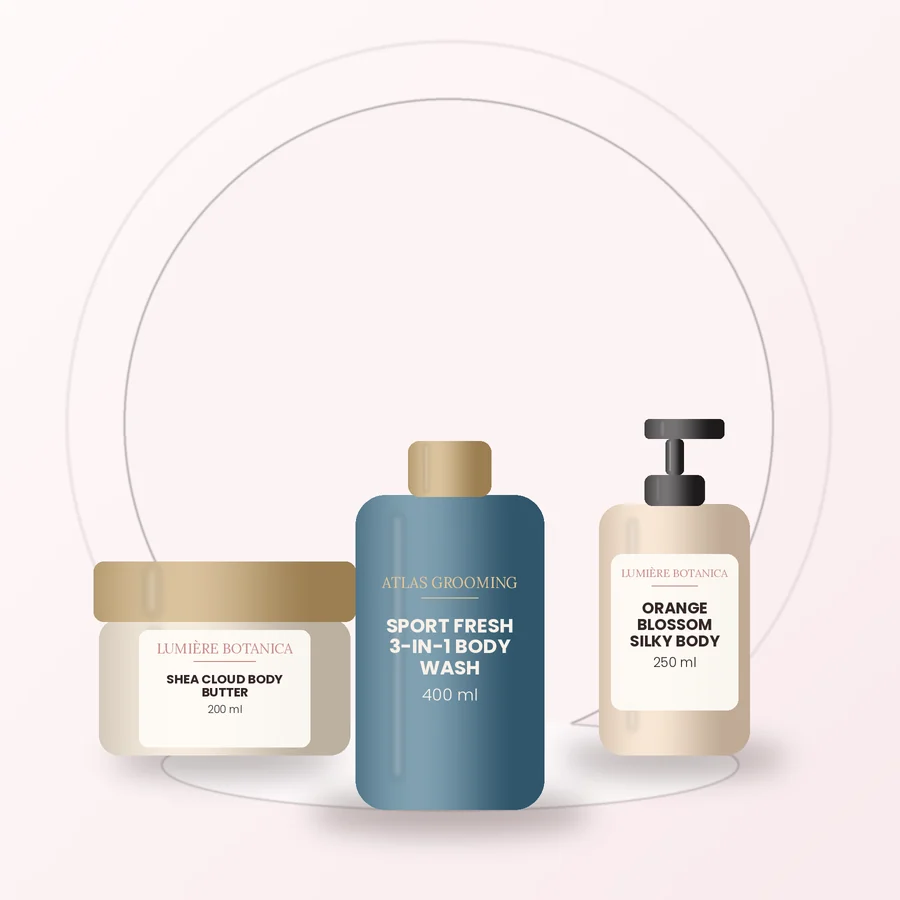 LUMIÈRE BOTANICA
SHEA CLOUD BODY
BUTTER
200 ml
ATLAS GROOMING
SPORT FRESH
3-IN-1 BODY
WASH
400 ml
LUMIÈRE BOTANICA
ORANGE
BLOSSOM
SILKY BODY
250 ml